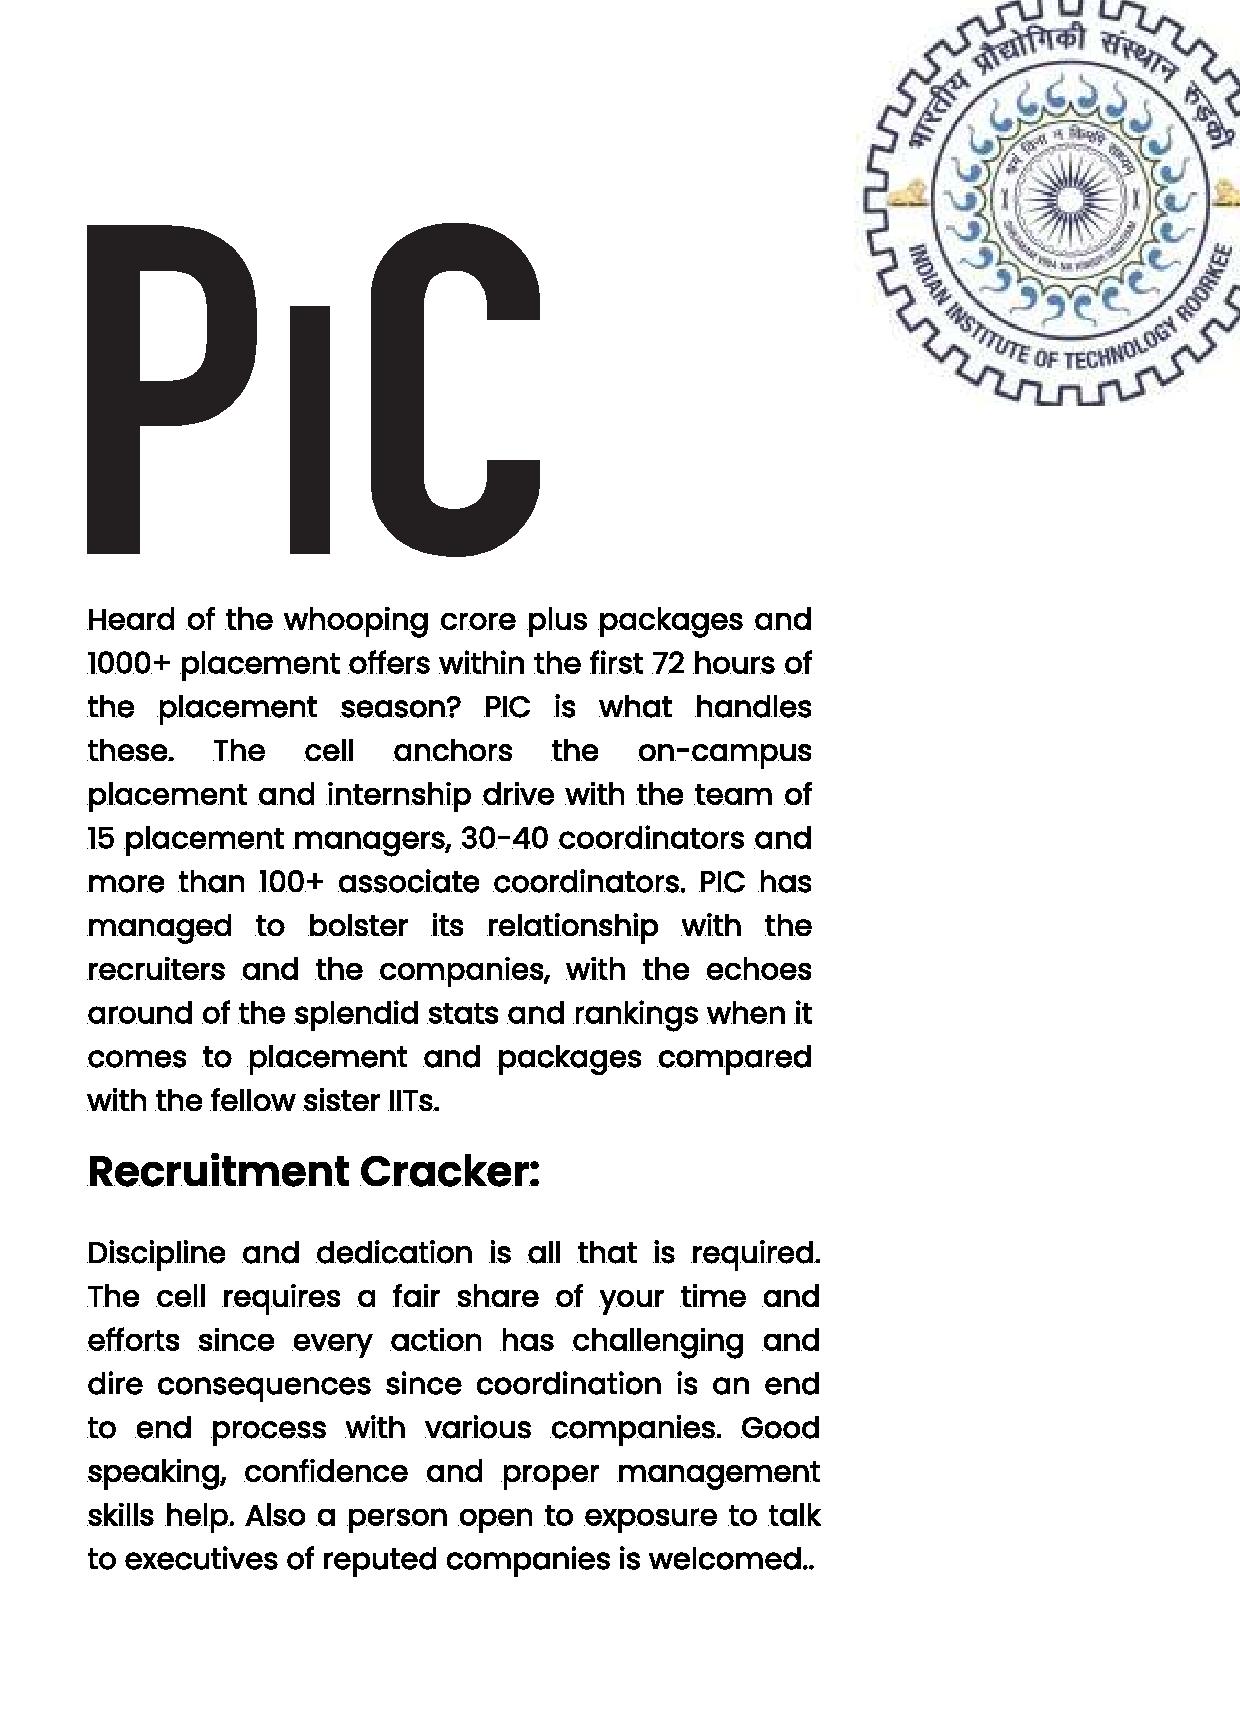 भारतीय प्रौद्योगिकी संस्थान रुड़की
श्रमं विना न किमपि साध्यम्
INDIAN INSTITUTE OF TECHNOLOGY ROORKEE
PIC
Heard of the whooping crore plus packages and
1000+ placement offers within the first 72 hours of
the placement season? PIC is what handles
these. The cell anchors the on-campus
placement and internship drive with the team of
15 placement managers, 30-40 coordinators and
more than 100+ associate coordinators. PIC has
managed to bolster its relationship with the
recruiters and the companies, with the echoes
around of the splendid stats and rankings when it
comes to placement and packages compared
with the fellow sister IITs.
Recruitment Cracker:
Discipline and dedication is all that is required.
The cell requires a fair share of your time and
efforts since every action has challenging and
dire consequences since coordination is an end
to end process with various companies. Good
speaking, confidence and proper management
skills help. Also a person open to exposure to talk
to executives of reputed companies is welcomed..